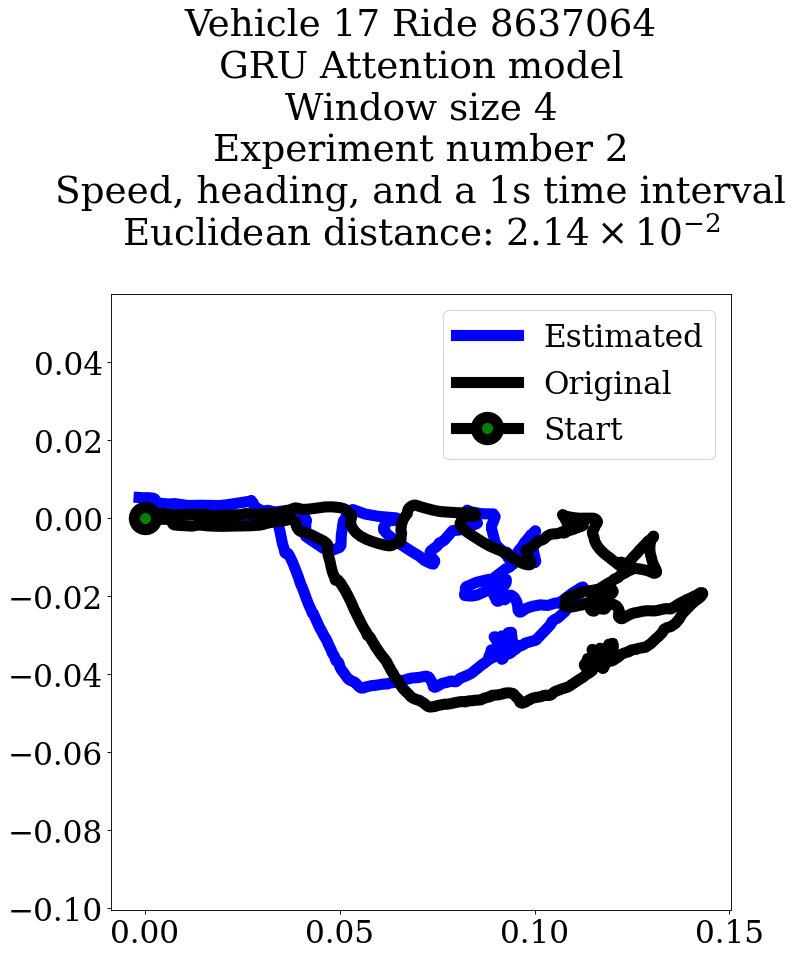 Vehicle 17 Ride 8637064
GRU Attention model
Window size 4
Experiment number 2
Speed, heading, and a 1s time interval
Euclidean distance: 2.14 × 10⁻²
Estimated
Original
Start
0.04
0.02
0.00
−0.02
−0.04
−0.06
−0.08
−0.10
0.00 0.05 0.10 0.15